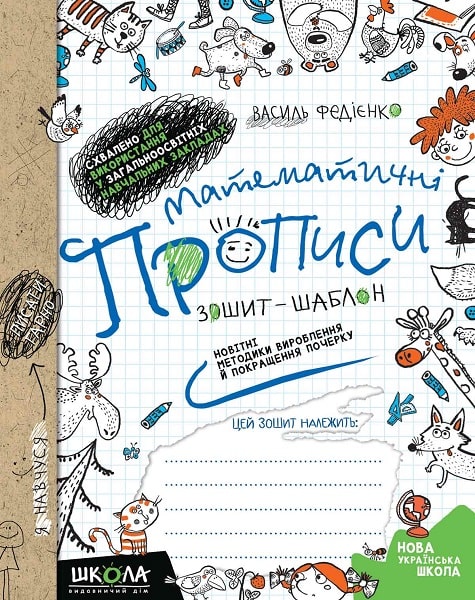 ВАСИЛЬ ФЕДІЄНКО
СХВАЛЕНО ДЛЯ
ВИКОРИСТАННЯ
У ЗАГАЛЬНООСВІТНІХ
НАВЧАЛЬНИХ ЗАКЛАДАХ
МАТЕМАТИЧНІ
ПРОПИСИ
ЗОШИТ – ШАБЛОН
НОВІТНІ
МЕТОДИКИ ВИРОБЛЕННЯ
Й ПОКРАЩЕННЯ ПОЧЕРКУ
ЦЕЙ ЗОШИТ НАЛЕЖИТЬ:
Я НАВЧУСЯ
ПИСАТИ
ГАРНО
ШКОЛА
ВИДАВНИЧИЙ ДІМ
НОВА
УКРАЇНСЬКА
ШКОЛА